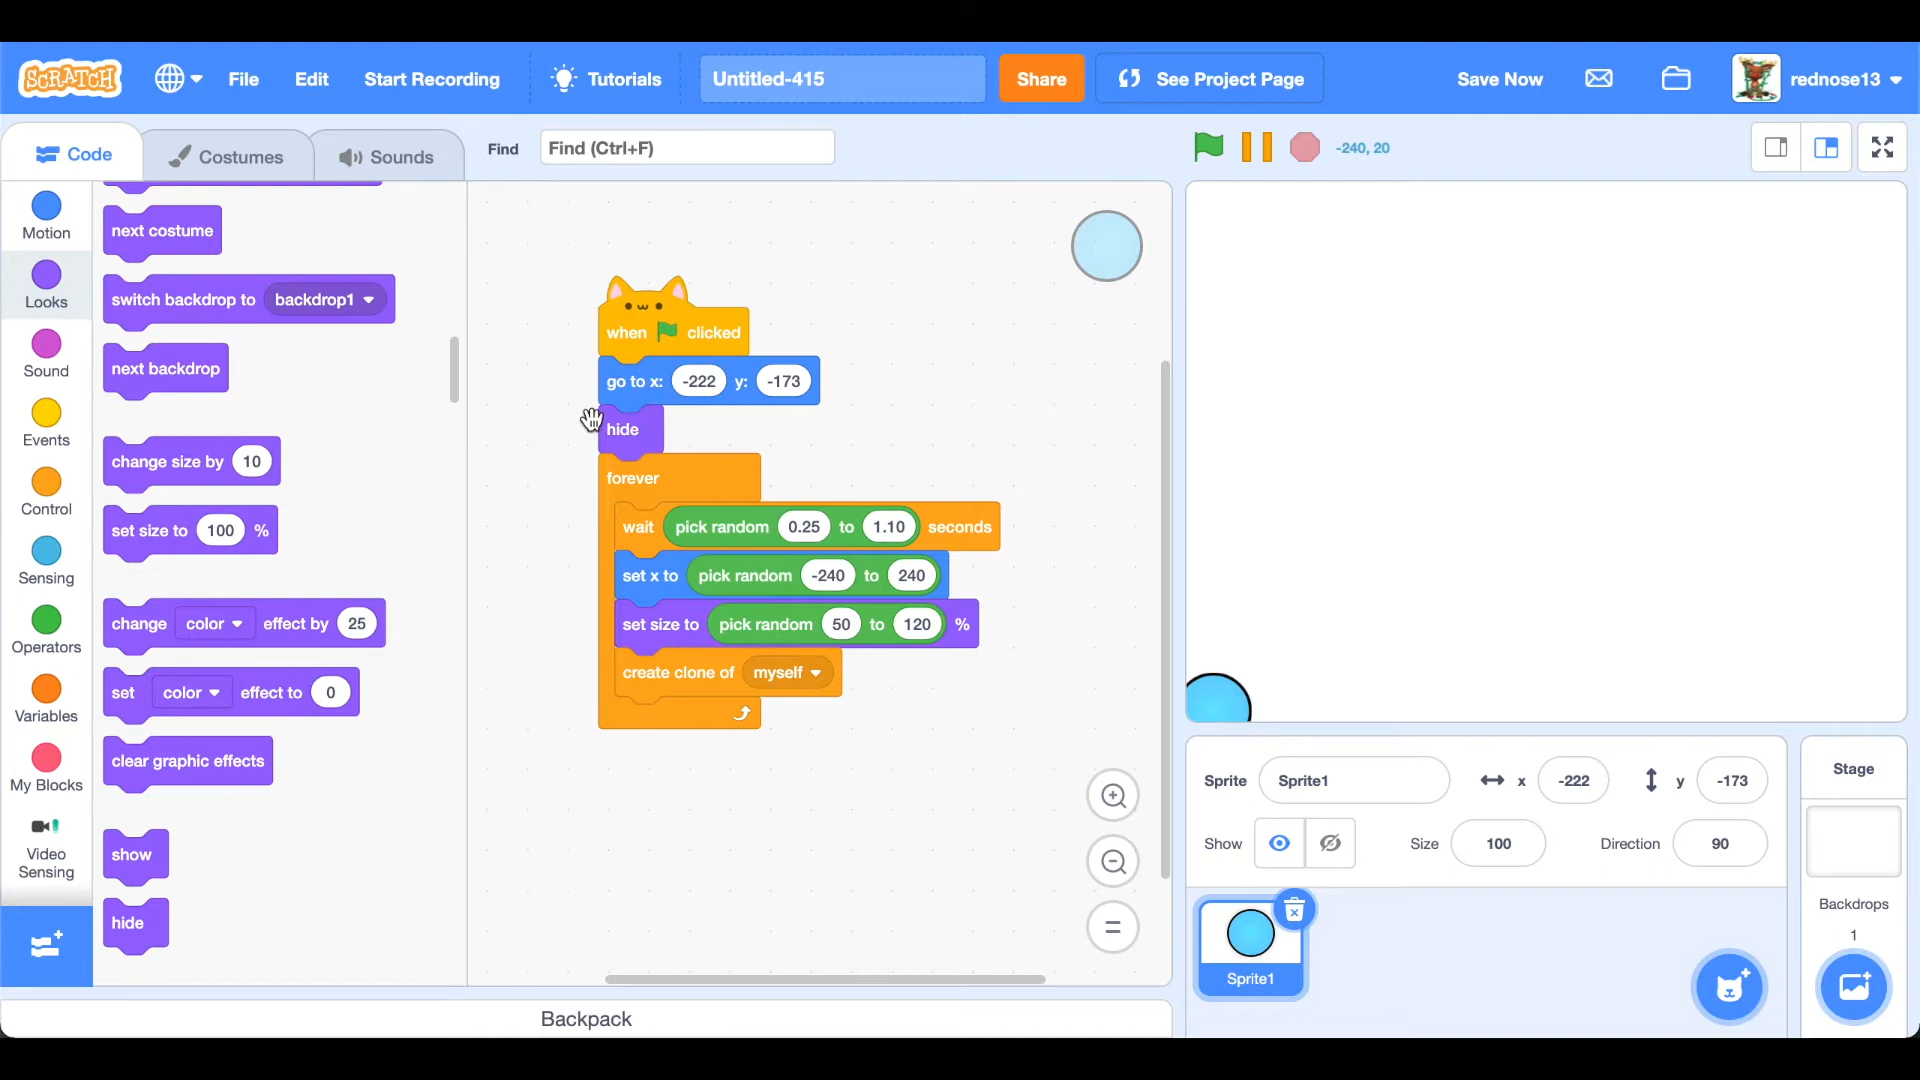 SCRATCH File Edit Start Recording Tutorials Untitled-415 Share See Project Page Save Now rednose13
Code Costumes Sounds Find Find (Ctrl+F) -240, 20
Motion
Looks
Sound
Events
Control
Sensing
Operators
Variables
My Blocks
Video
Sensing
next costume
switch backdrop to backdrop1
next backdrop
change size by 10
set size to 100 %
change color effect by 25
set color effect to 0
clear graphic effects
show
hide
when clicked
go to x: -222 y: -173
hide
forever
wait pick random 0.25 to 1.10 seconds
set x to pick random -240 to 240
set size to pick random 50 to 120 %
create clone of myself
Backpack
Sprite Sprite1 x -222 y -173
Show Size 100 Direction 90
Sprite1
Stage
Backdrops
1